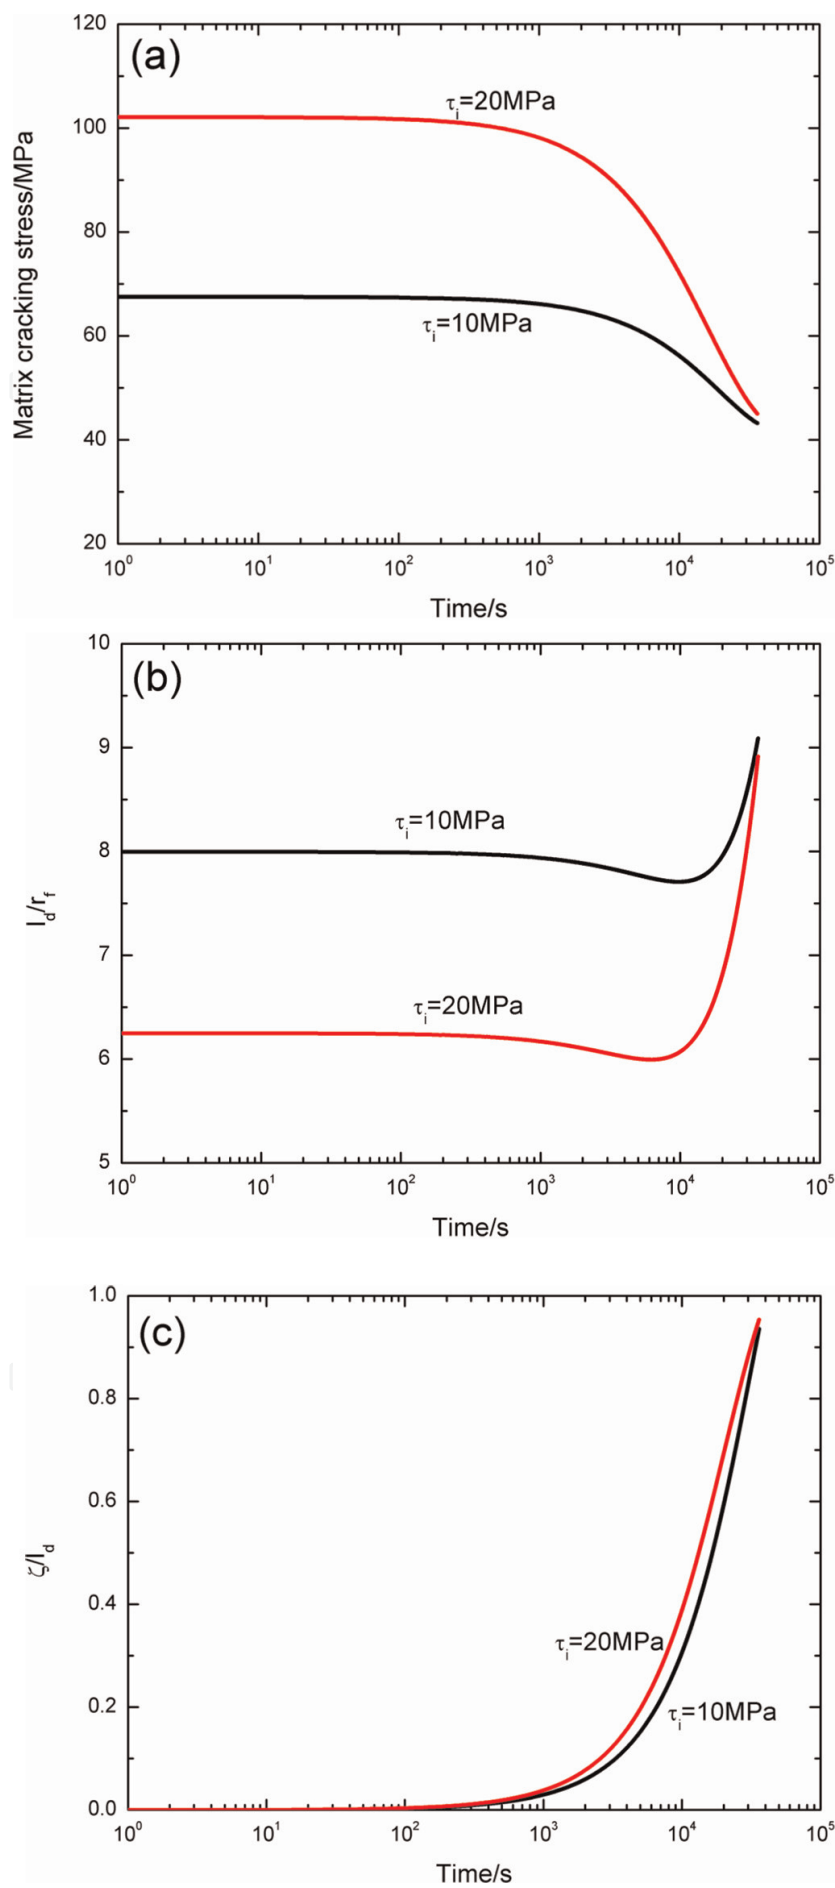 (a)
120
100
80
60
40
20
Matrix cracking stress/MPa
τi=20MPa
τi=10MPa
10^0 10^1 10^2 10^3 10^4 10^5
Time/s
(b)
10
9
8
7
6
5
ld/rf
τi=10MPa
τi=20MPa
10^0 10^1 10^2 10^3 10^4 10^5
Time/s
(c)
1.0
0.8
0.6
0.4
0.2
0.0
ζ/ld
τi=20MPa
τi=10MPa
10^0 10^1 10^2 10^3 10^4 10^5
Time/s